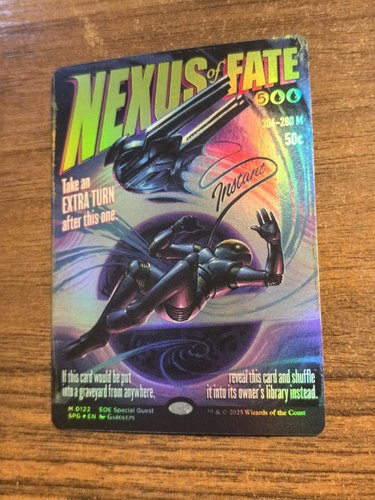 NEXUS of FATE
5
304-280 M
50¢
Instant
Take an
EXTRA TURN
after this one.
If this card would be put
into a graveyard from anywhere,
reveal this card and shuffle
it into its owner's library instead.
M 0122 EOE Special Guest
SPG ★ EN GARDEEPS
™ & © 2025 Wizards of the Coast